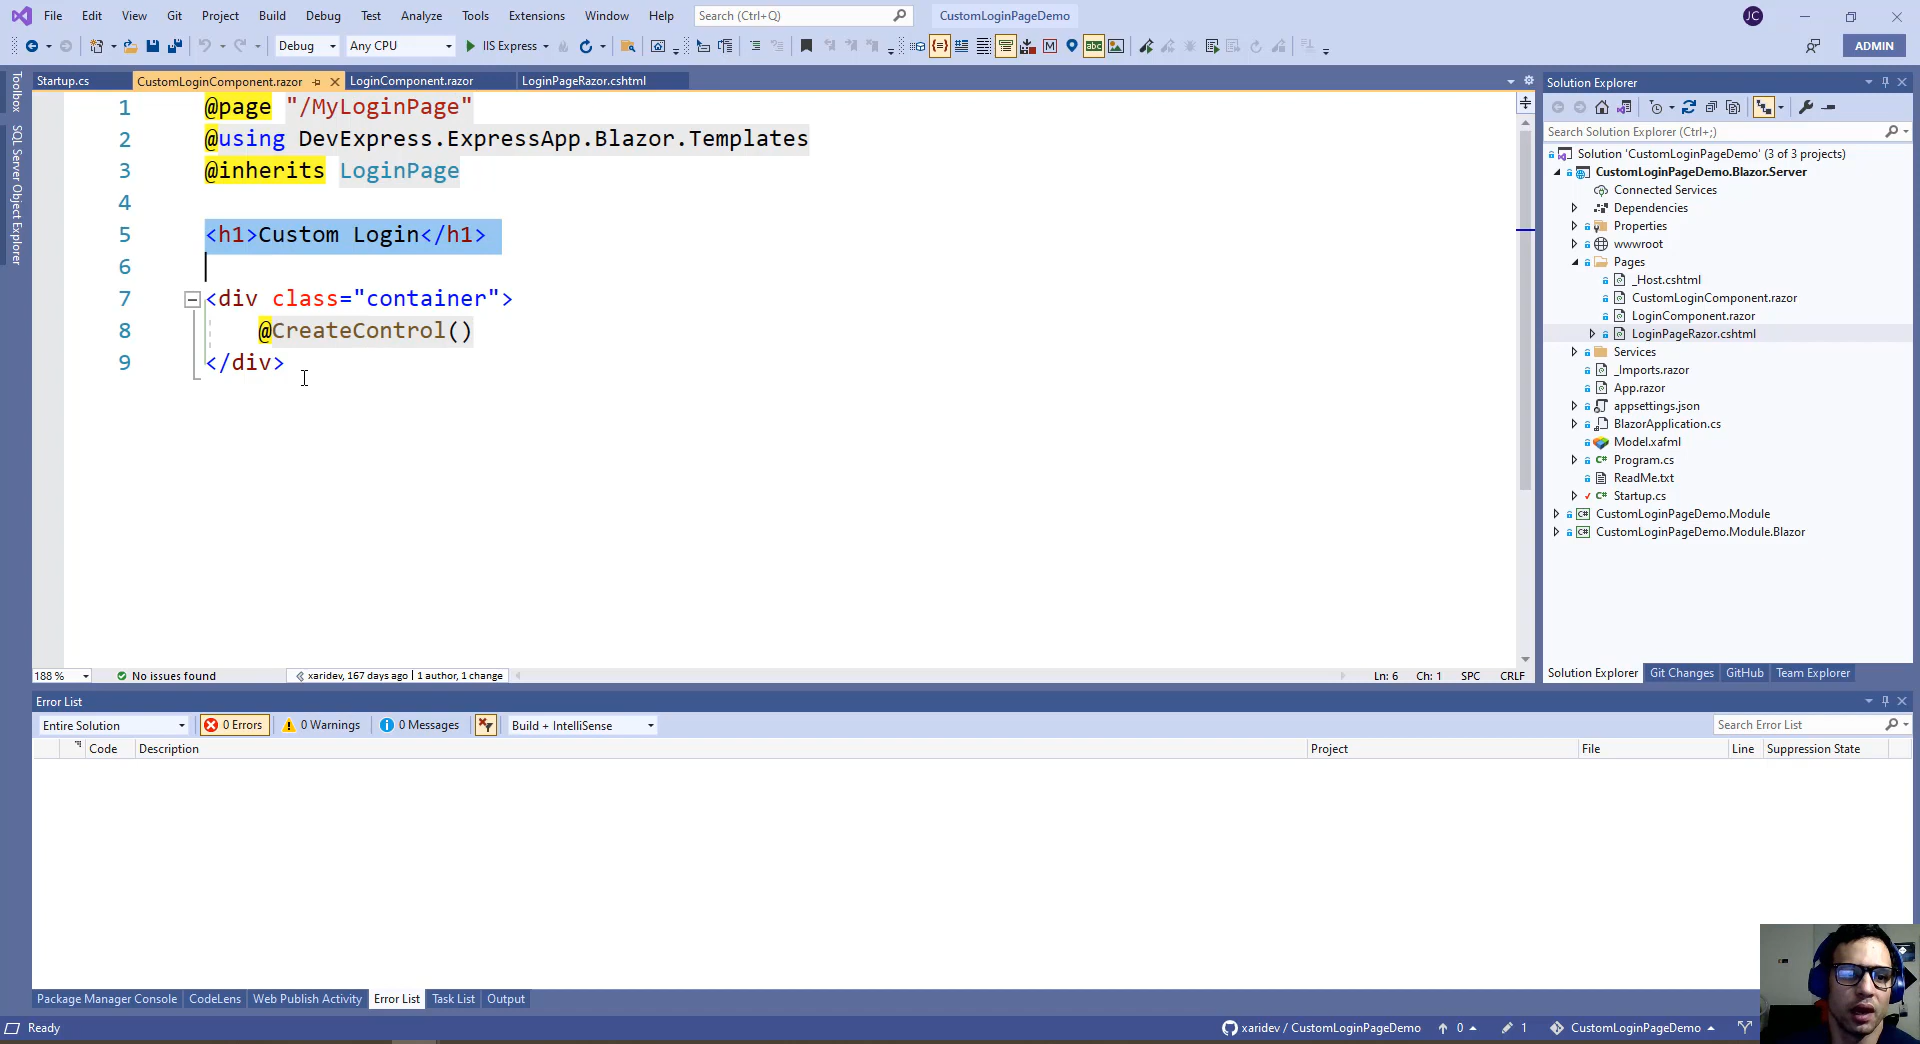 File Edit View Git Project Build Debug Test Analyze Tools Extensions Window Help Search (Ctrl+Q) CustomLoginPageDemo JC
Debug Any CPU IIS Express ADMIN
Startup.cs CustomLoginComponent.razor LoginComponent.razor LoginPageRazor.cshtml
Toolbox
SQL Server Object Explorer
1 @page "/MyLoginPage"
2 @using DevExpress.ExpressApp.Blazor.Templates
3 @inherits LoginPage
4
5 <h1>Custom Login</h1>
6
7 <div class="container">
8 @CreateControl()
9 </div>
188 % No issues found xaridev, 167 days ago | 1 author, 1 change Ln: 6 Ch: 1 SPC CRLF
Solution Explorer
Search Solution Explorer (Ctrl+;)
Solution 'CustomLoginPageDemo' (3 of 3 projects)
CustomLoginPageDemo.Blazor.Server
Connected Services
Dependencies
Properties
wwwroot
Pages
_Host.cshtml
CustomLoginComponent.razor
LoginComponent.razor
LoginPageRazor.cshtml
Services
_Imports.razor
App.razor
appsettings.json
BlazorApplication.cs
Model.xafml
C# Program.cs
ReadMe.txt
C# Startup.cs
C# CustomLoginPageDemo.Module
C# CustomLoginPageDemo.Module.Blazor
Solution Explorer Git Changes GitHub Team Explorer
Error List
Entire Solution 0 Errors 0 Warnings 0 Messages Build + IntelliSense Search Error List
Code Description Project File Line Suppression State
Package Manager Console CodeLens Web Publish Activity Error List Task List Output
Ready xaridev / CustomLoginPageDemo 0 1 CustomLoginPageDemo